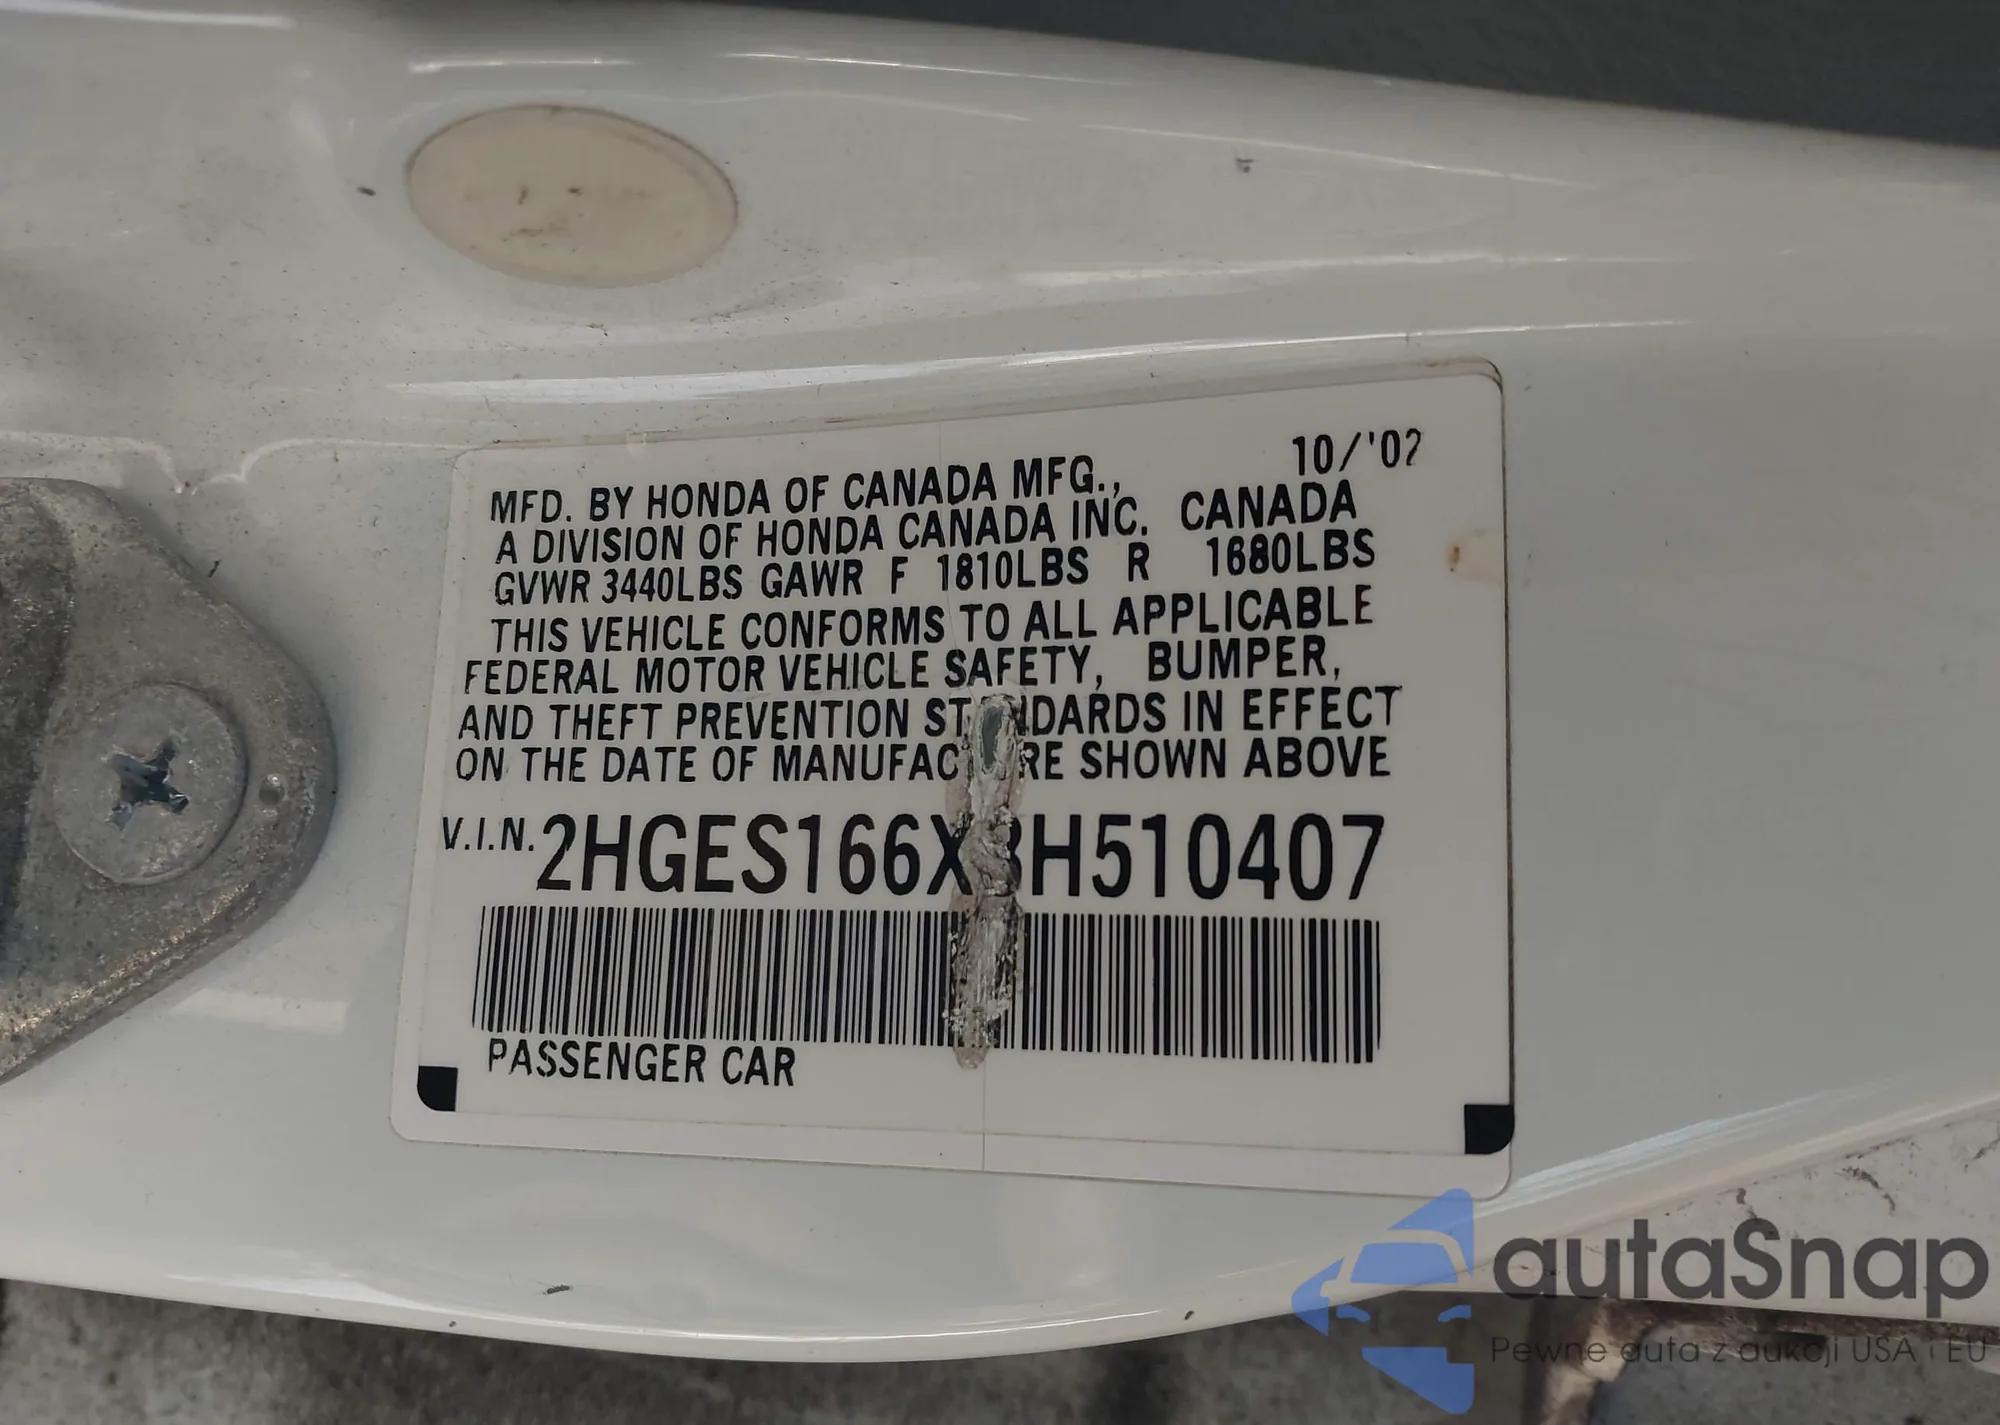 10/'02
MFD. BY HONDA OF CANADA MFG.,
A DIVISION OF HONDA CANADA INC. CANADA
GVWR 3440LBS GAWR F 1810LBS R 1680LBS
THIS VEHICLE CONFORMS TO ALL APPLICABLE
FEDERAL MOTOR VEHICLE SAFETY, BUMPER,
AND THEFT PREVENTION STANDARDS IN EFFECT
ON THE DATE OF MANUFACTURE SHOWN ABOVE
V.I.N. 2HGES166X3H510407
PASSENGER CAR
autaSnap
Pewne auta z aukcji USA i EU